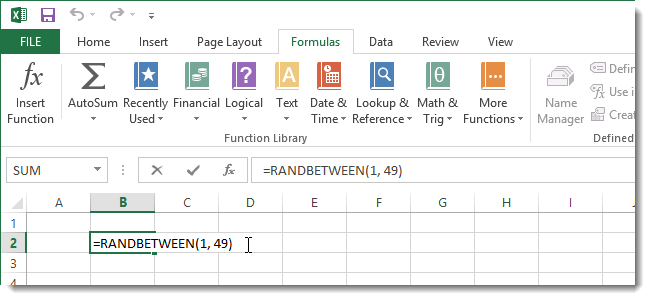 FILE Home Insert Page Layout Formulas Data Review View
fx Σ A θ
Insert Function
AutoSum
Recently Used
Financial
Logical
Text
Date & Time
Lookup & Reference
Math & Trig
More Functions
Name Manager
Defin
Use i
Creat
Function Library
Defined
SUM fx =RANDBETWEEN(1, 49)
A B C D E F G H I
1
2 =RANDBETWEEN(1, 49)
3